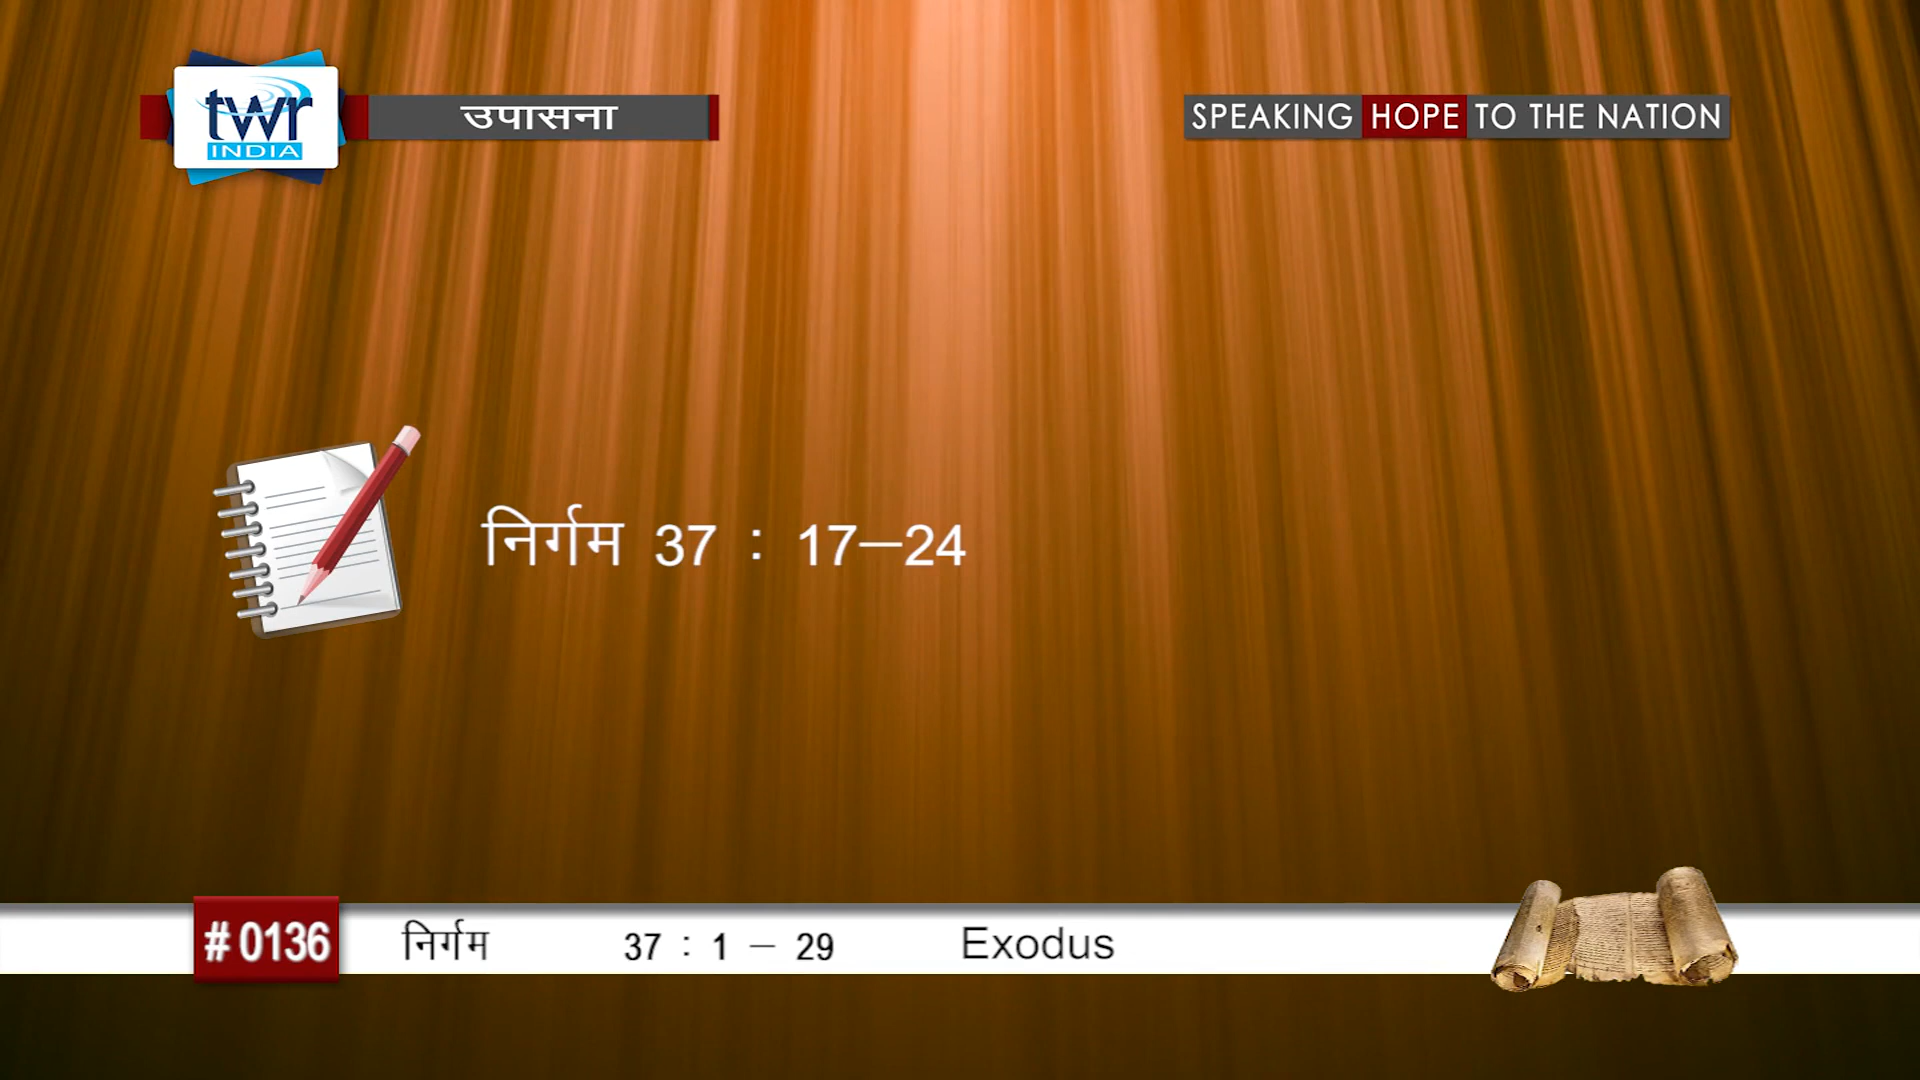 twr
INDIA
उपासना
SPEAKING HOPE TO THE NATION
निर्गम 37 : 17–24
# 0136 निर्गम 37 : 1 – 29 Exodus